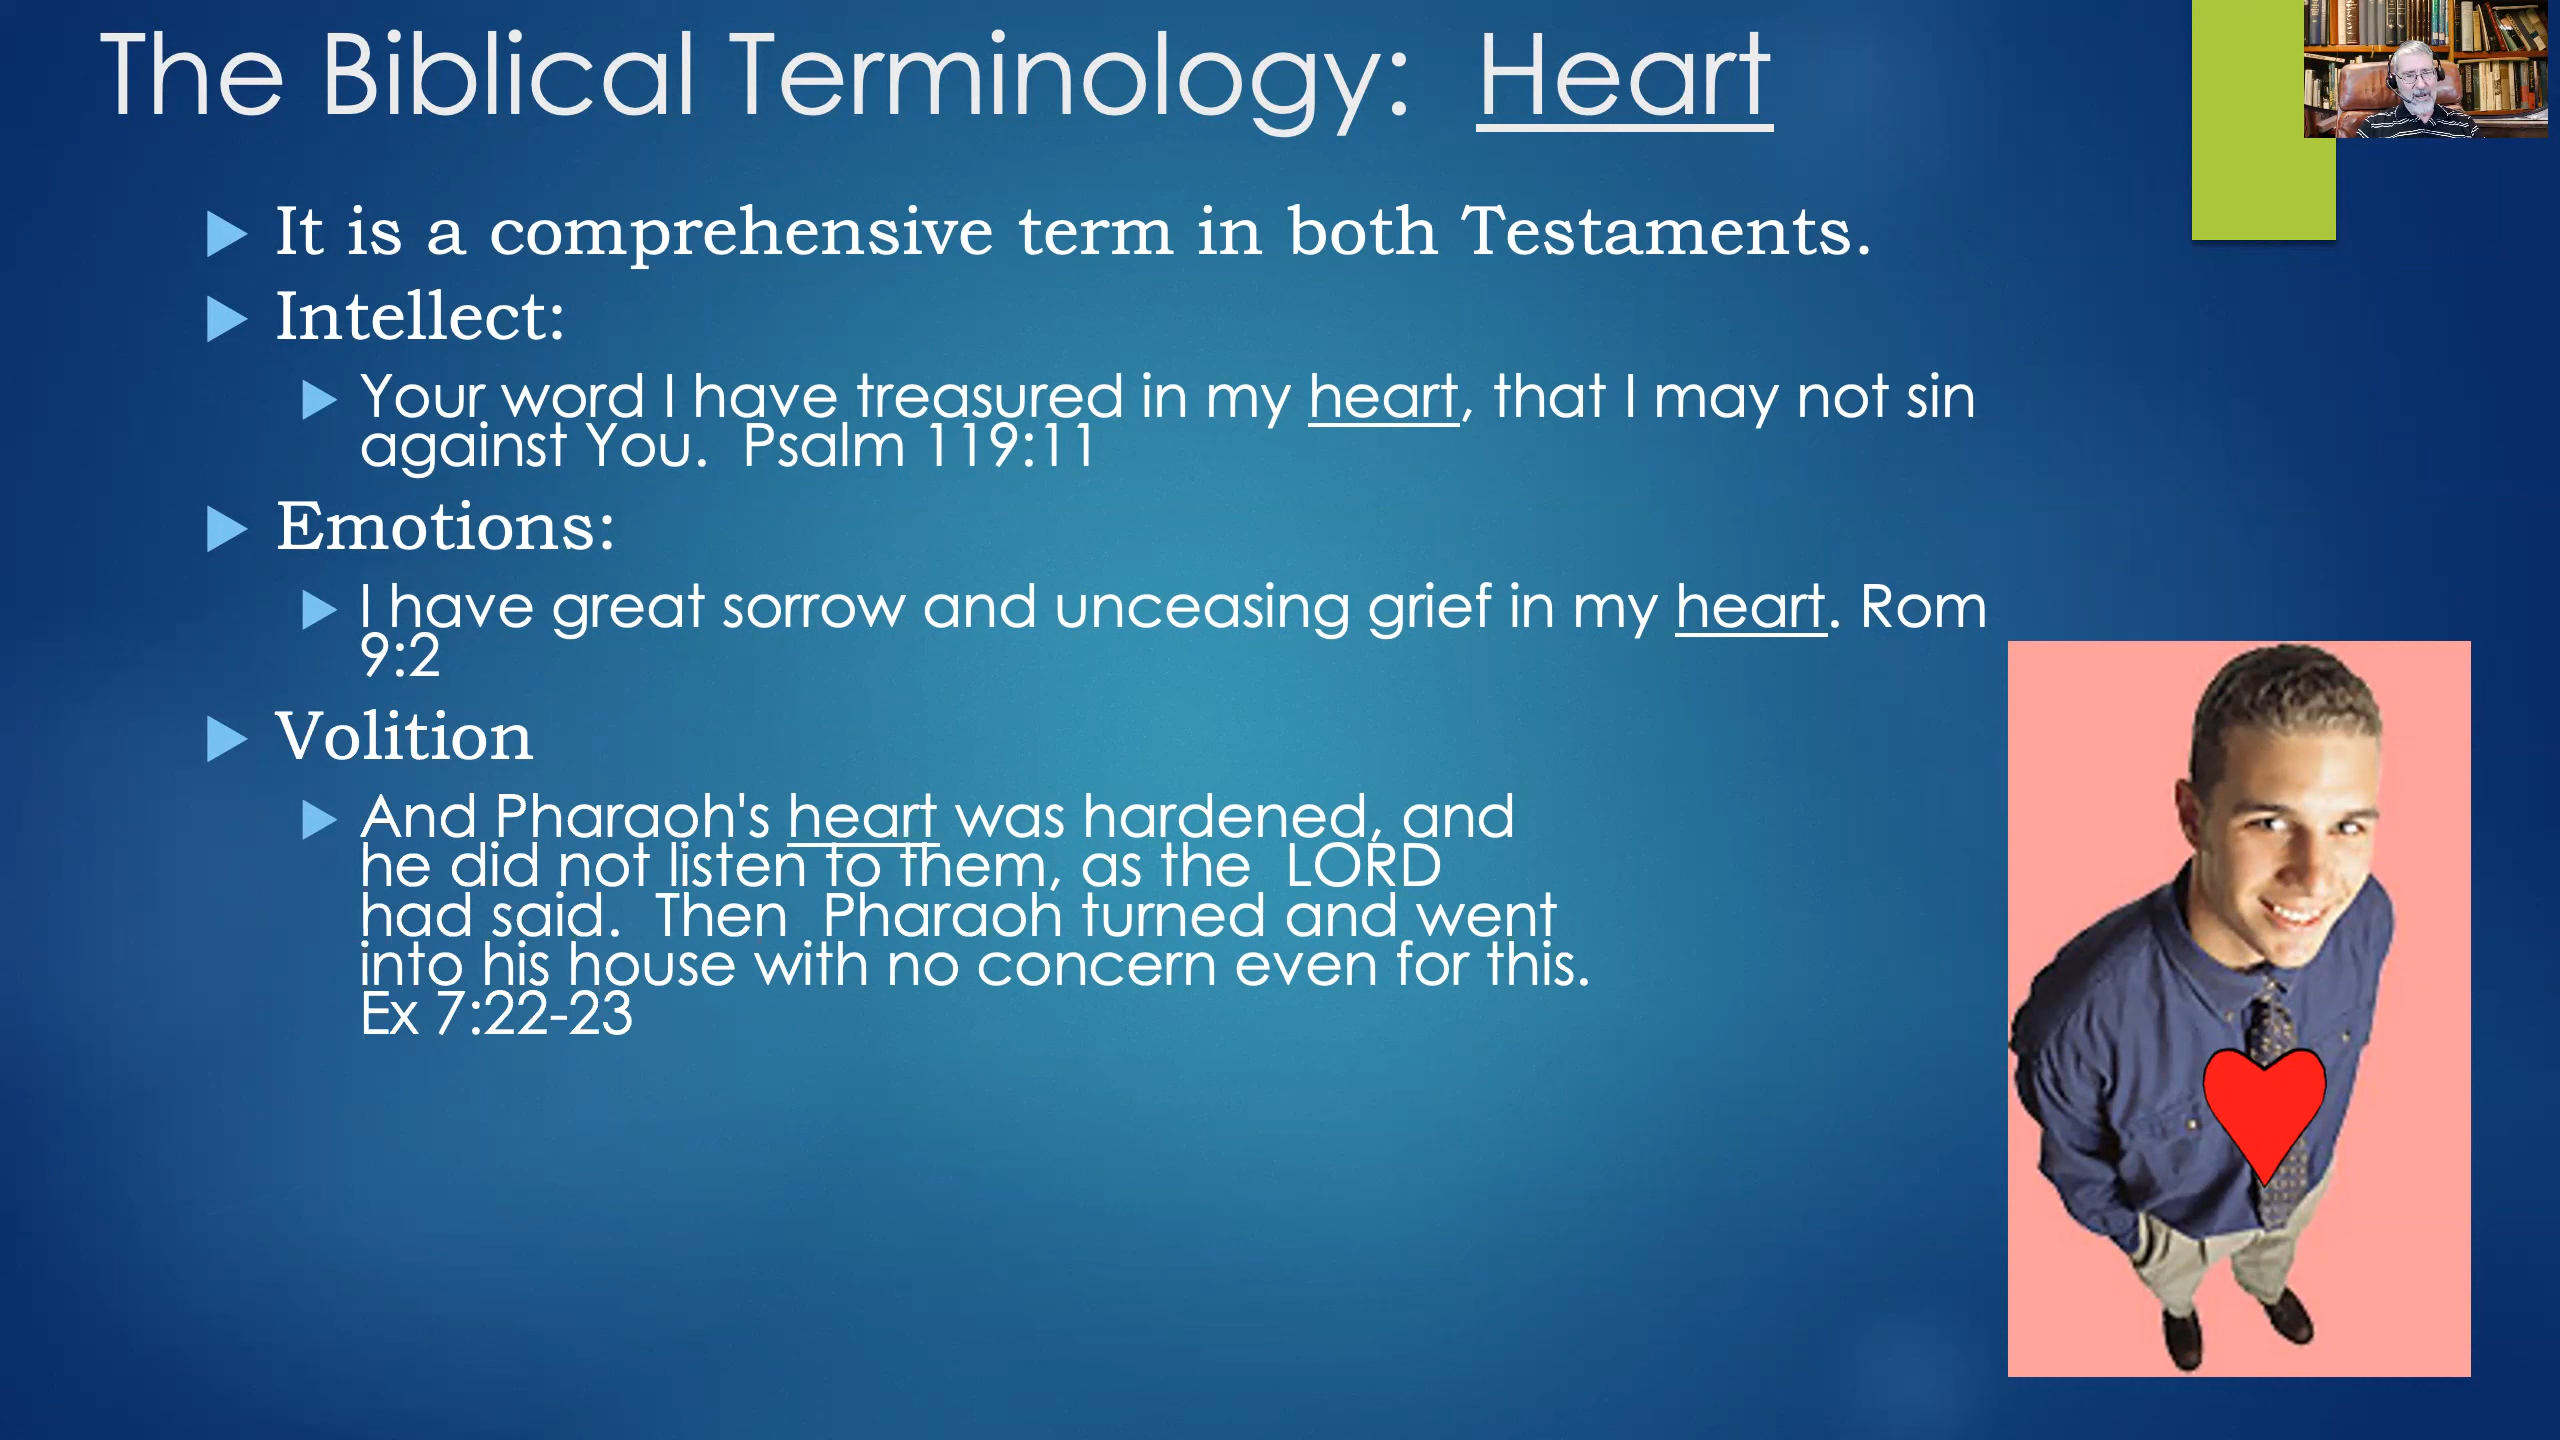 The Biblical Terminology: Heart
It is a comprehensive term in both Testaments.
Intellect:
Your word I have treasured in my heart, that I may not sin
against You. Psalm 119:11
Emotions:
I have great sorrow and unceasing grief in my heart. Rom
9:2
Volition
And Pharaoh's heart was hardened, and
he did not listen to them, as the LORD
had said. Then Pharaoh turned and went
into his house with no concern even for this.
Ex 7:22-23